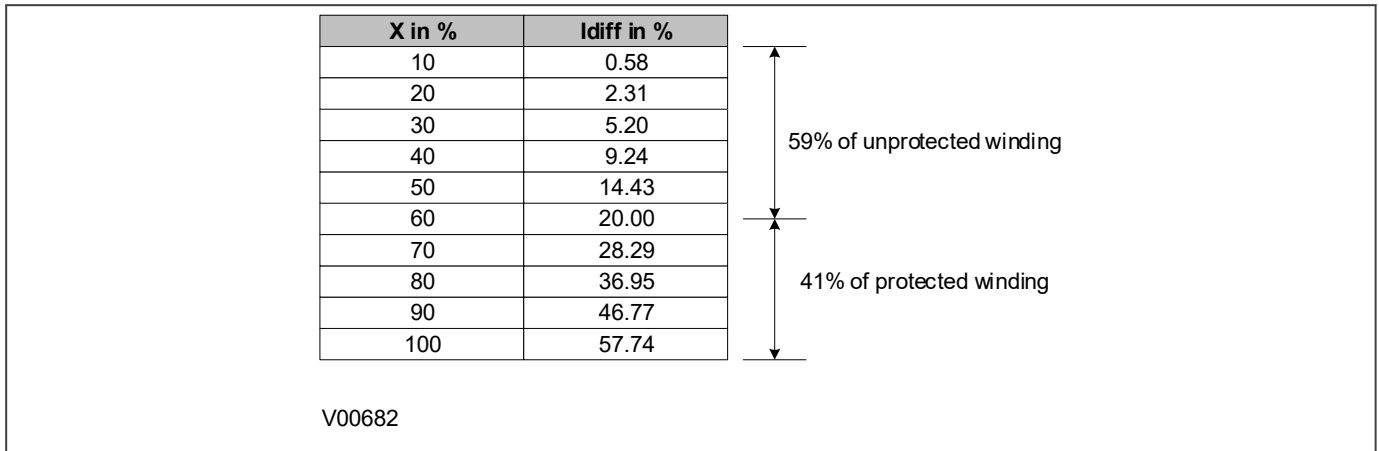 X in % Idiff in %
10 0.58
20 2.31
30 5.20
40 9.24
50 14.43
60 20.00
70 28.29
80 36.95
90 46.77
100 57.74
59% of unprotected winding
41% of protected winding
V00682